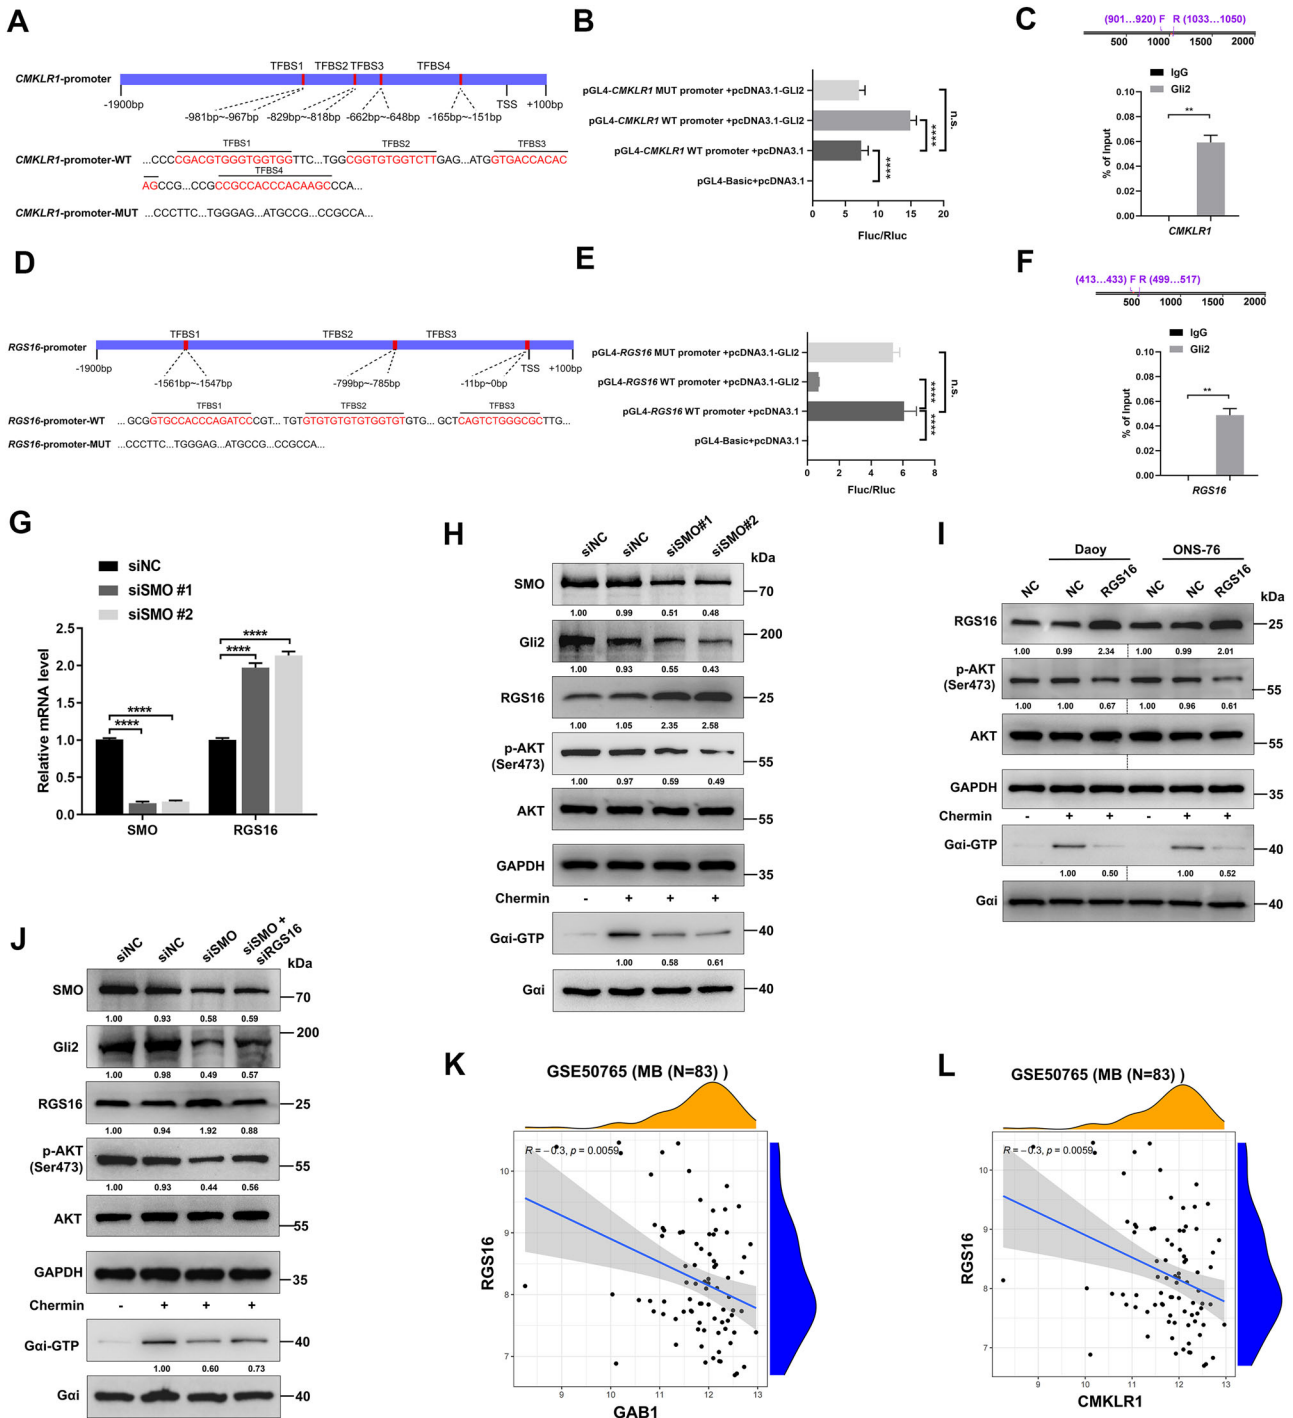 A
TFBS1 TFBS2 TFBS3 TFBS4
CMKLR1-promoter
-1900bp TSS +100bp
-981bp~-967bp -829bp~-818bp -662bp~-648bp -165bp~-151bp
TFBS1 TFBS2 TFBS3
CMKLR1-promoter-WT ...CCCCCGACGTGGGTGGTGGTTC...TGGCGGTGTGGTCTTGAG...ATGGTGACCACAC
TFBS4
AGCCG...CCGCCGCCACCCACAAGCCCA...
CMKLR1-promoter-MUT ...CCCTTC...TGGGAG...ATGCCG...CCGCCA...
B
pGL4-CMKLR1 MUT promoter +pcDNA3.1-GLI2
pGL4-CMKLR1 WT promoter +pcDNA3.1-GLI2
pGL4-CMKLR1 WT promoter +pcDNA3.1
pGL4-Basic+pcDNA3.1
n.s.
****
****
0 5 10 15 20
Fluc/Rluc
C
(901...920) F R (1033...1050)
500 1000 1500 2000
IgG
Gli2
% of Input
0.10
0.08
0.06
0.04
0.02
0.00
**
CMKLR1
D
TFBS1 TFBS2 TFBS3
RGS16-promoter
-1900bp TSS +100bp
-1561bp~-1547bp -799bp~-785bp -11bp~0bp
TFBS1 TFBS2 TFBS3
RGS16-promoter-WT ...GCGGTGCCACCCAGATCCCGT...TGTGTGTGTGTGTGGTGTGTG...GCTCAGTCTGGGCGCTTG...
RGS16-promoter-MUT ...CCCTTC...TGGGAG...ATGCCG...CCGCCA...
E
pGL4-RGS16 MUT promoter +pcDNA3.1-GLI2
pGL4-RGS16 WT promoter +pcDNA3.1-GLI2
pGL4-RGS16 WT promoter +pcDNA3.1
pGL4-Basic+pcDNA3.1
n.s.
****
****
0 2 4 6 8
Fluc/Rluc
F
(413...433) F R (499...517)
500 1000 1500 2000
IgG
Gli2
% of Input
0.10
0.08
0.06
0.04
0.02
0.00
**
RGS16
G
siNC
siSMO #1
siSMO #2
Relative mRNA level
2.5
2.0
1.5
1.0
0.5
0.0
****
****
****
****
SMO RGS16
H
siNC siNC siSMO#1 siSMO#2
kDa
SMO 70
1.00 0.99 0.51 0.48
Gli2 200
1.00 0.93 0.55 0.43
RGS16 25
1.00 1.05 2.35 2.58
p-AKT
(Ser473) 55
1.00 0.97 0.59 0.49
AKT 55
GAPDH 35
Chermin - + + +
Gαi-GTP 40
1.00 0.58 0.61
Gαi 40
I
Daoy ONS-76
NC NC RGS16 NC NC RGS16
kDa
RGS16 25
1.00 0.99 2.34 1.00 0.99 2.01
p-AKT
(Ser473) 55
1.00 1.00 0.67 1.00 0.96 0.61
AKT 55
GAPDH 35
Chermin - + + - + +
Gαi-GTP 40
1.00 0.50 1.00 0.52
Gαi 40
J
siNC siNC siSMO siSMO + siRGS16
kDa
SMO 70
1.00 0.93 0.58 0.59
Gli2 200
1.00 0.98 0.49 0.57
RGS16 25
1.00 0.94 1.92 0.88
p-AKT
(Ser473) 55
1.00 0.93 0.44 0.56
AKT 55
GAPDH 35
Chermin - + + +
Gαi-GTP 40
1.00 0.60 0.73
Gαi 40
K
GSE50765 (MB (N=83) )
R = −0.3, p = 0.0059
RGS16
10
9
8
7
9 10 11 12 13
GAB1
L
GSE50765 (MB (N=83) )
R = −0.3, p = 0.0059
RGS16
10
9
8
7
9 10 11 12 13
CMKLR1